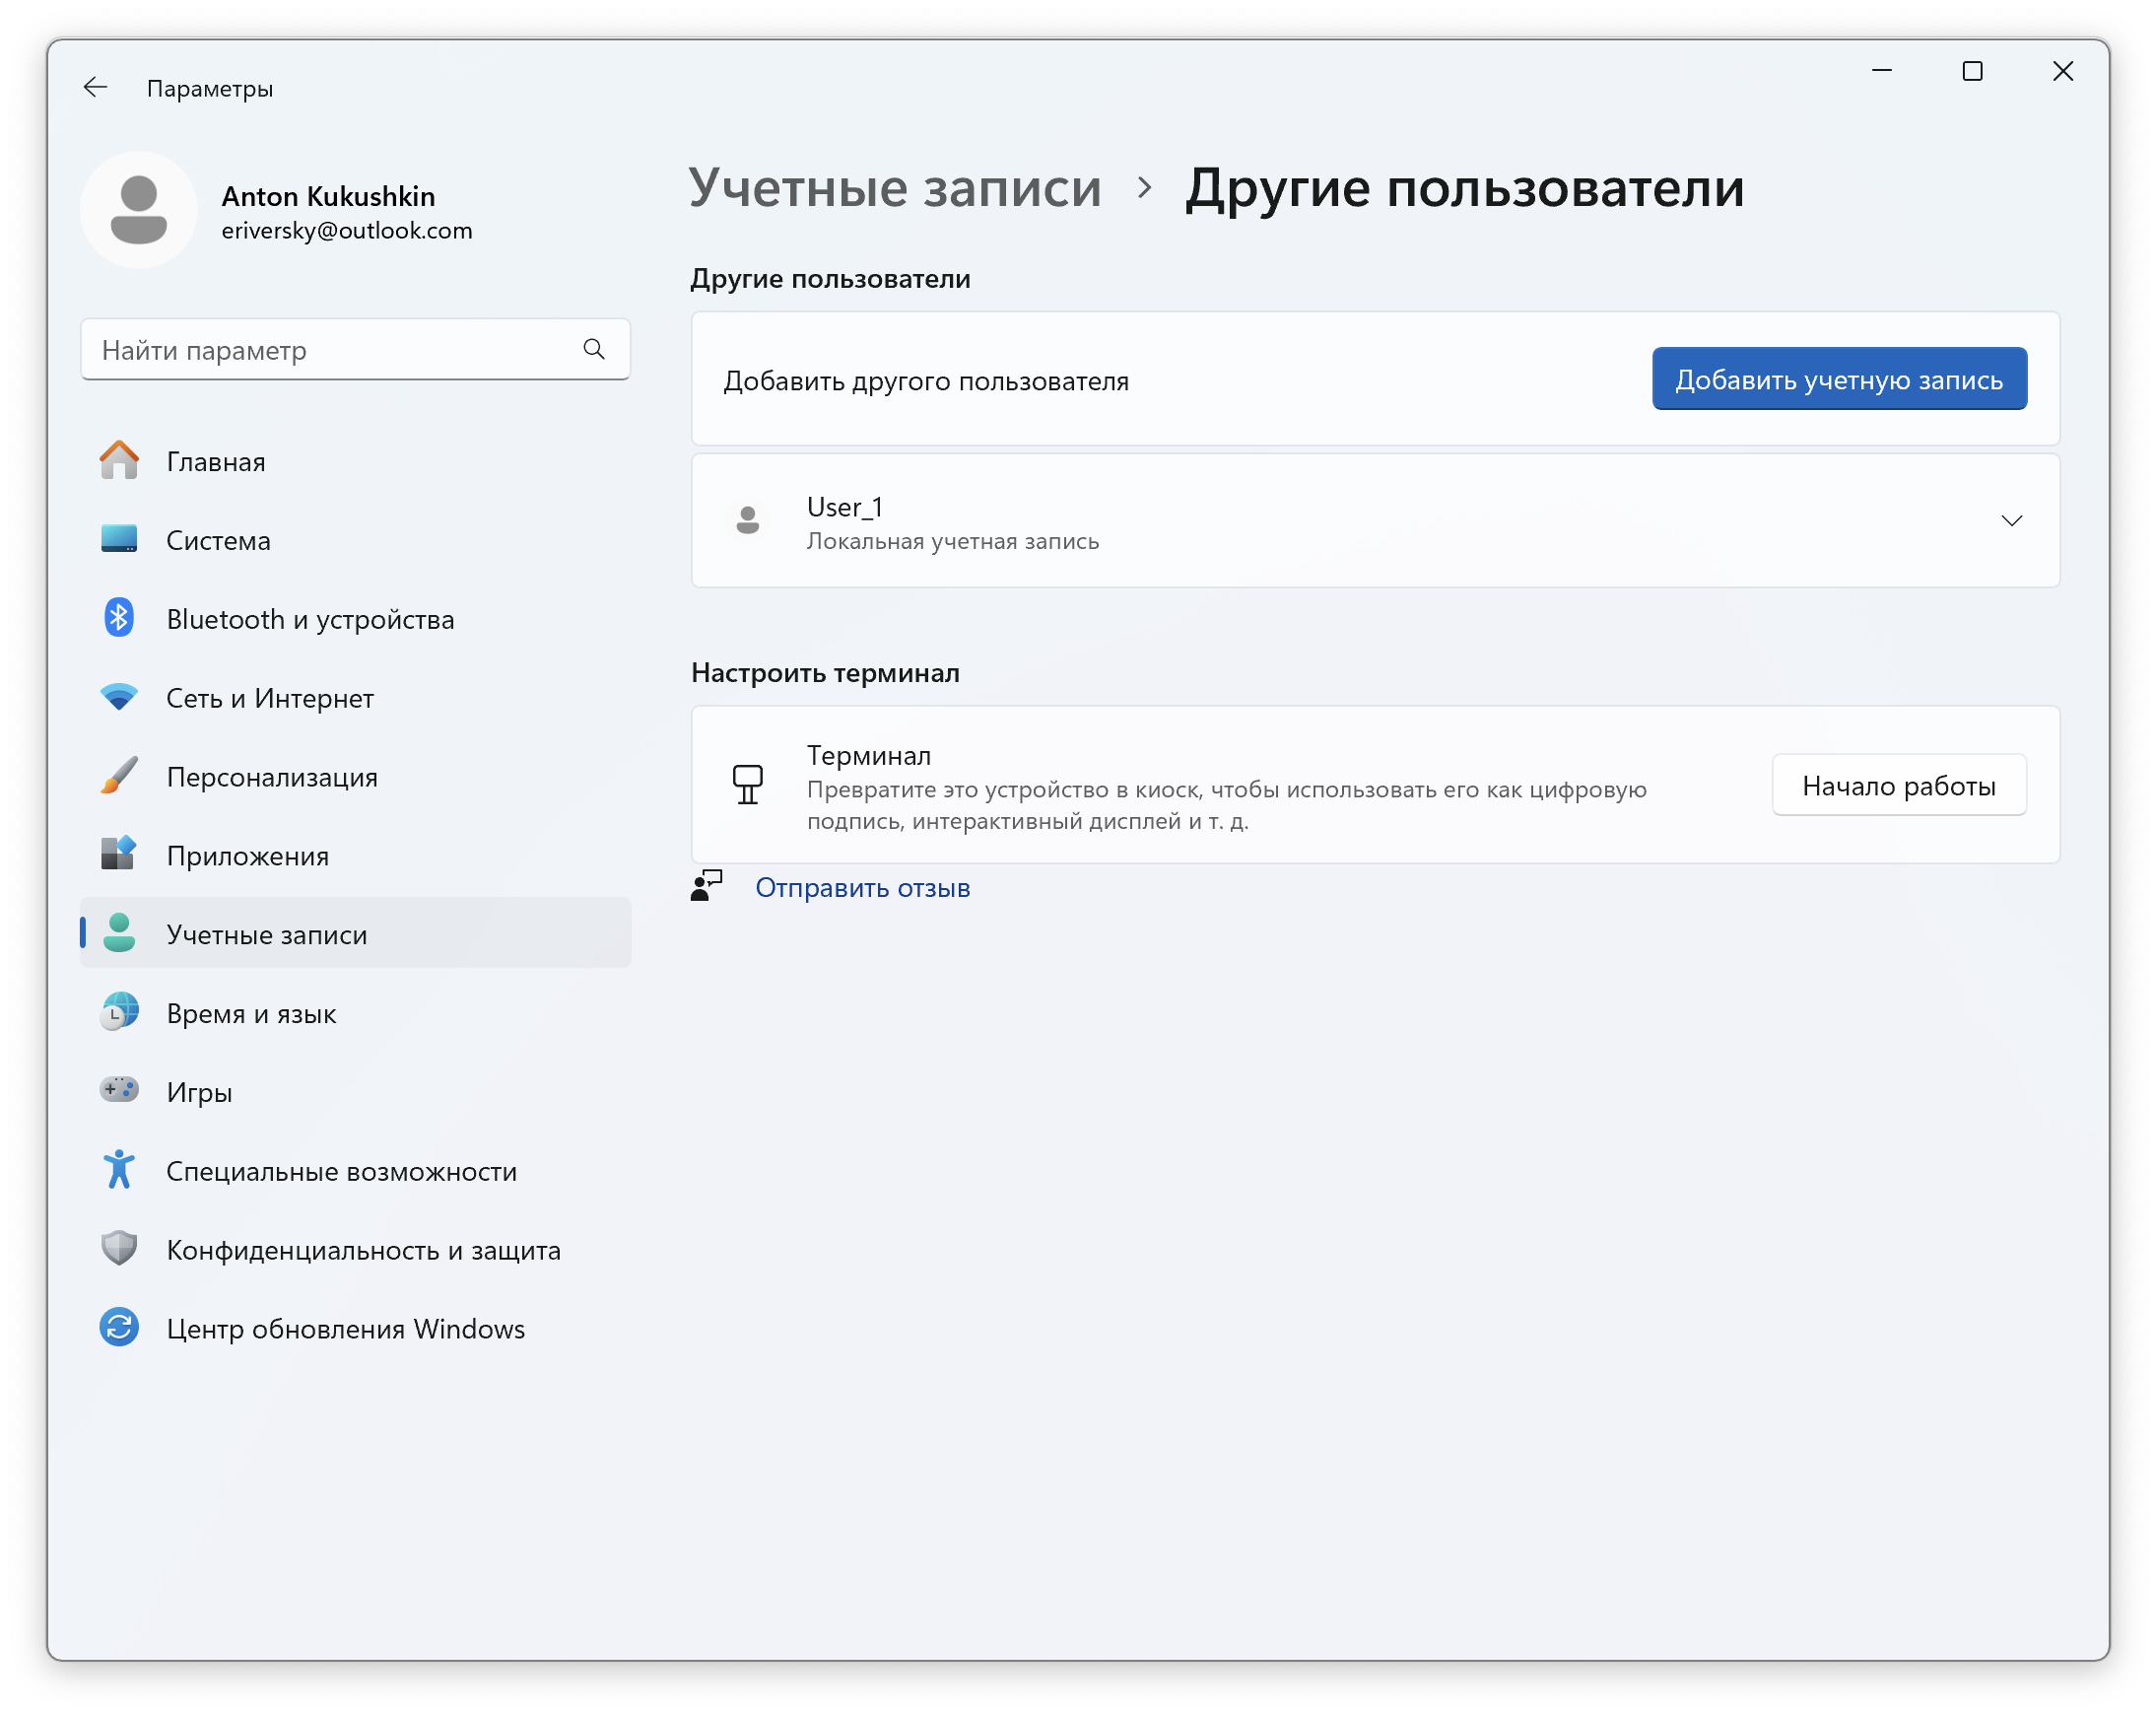 Параметры
Anton Kukushkin
eriversky@outlook.com
Найти параметр
Главная
Система
Bluetooth и устройства
Сеть и Интернет
Персонализация
Приложения
Учетные записи
Время и язык
Игры
Специальные возможности
Конфиденциальность и защита
Центр обновления Windows
Учетные записи > Другие пользователи
Другие пользователи
Добавить другого пользователя
Добавить учетную запись
User_1
Локальная учетная запись
Настроить терминал
Терминал
Превратите это устройство в киоск, чтобы использовать его как цифровую
подпись, интерактивный дисплей и т. д.
Начало работы
Отправить отзыв